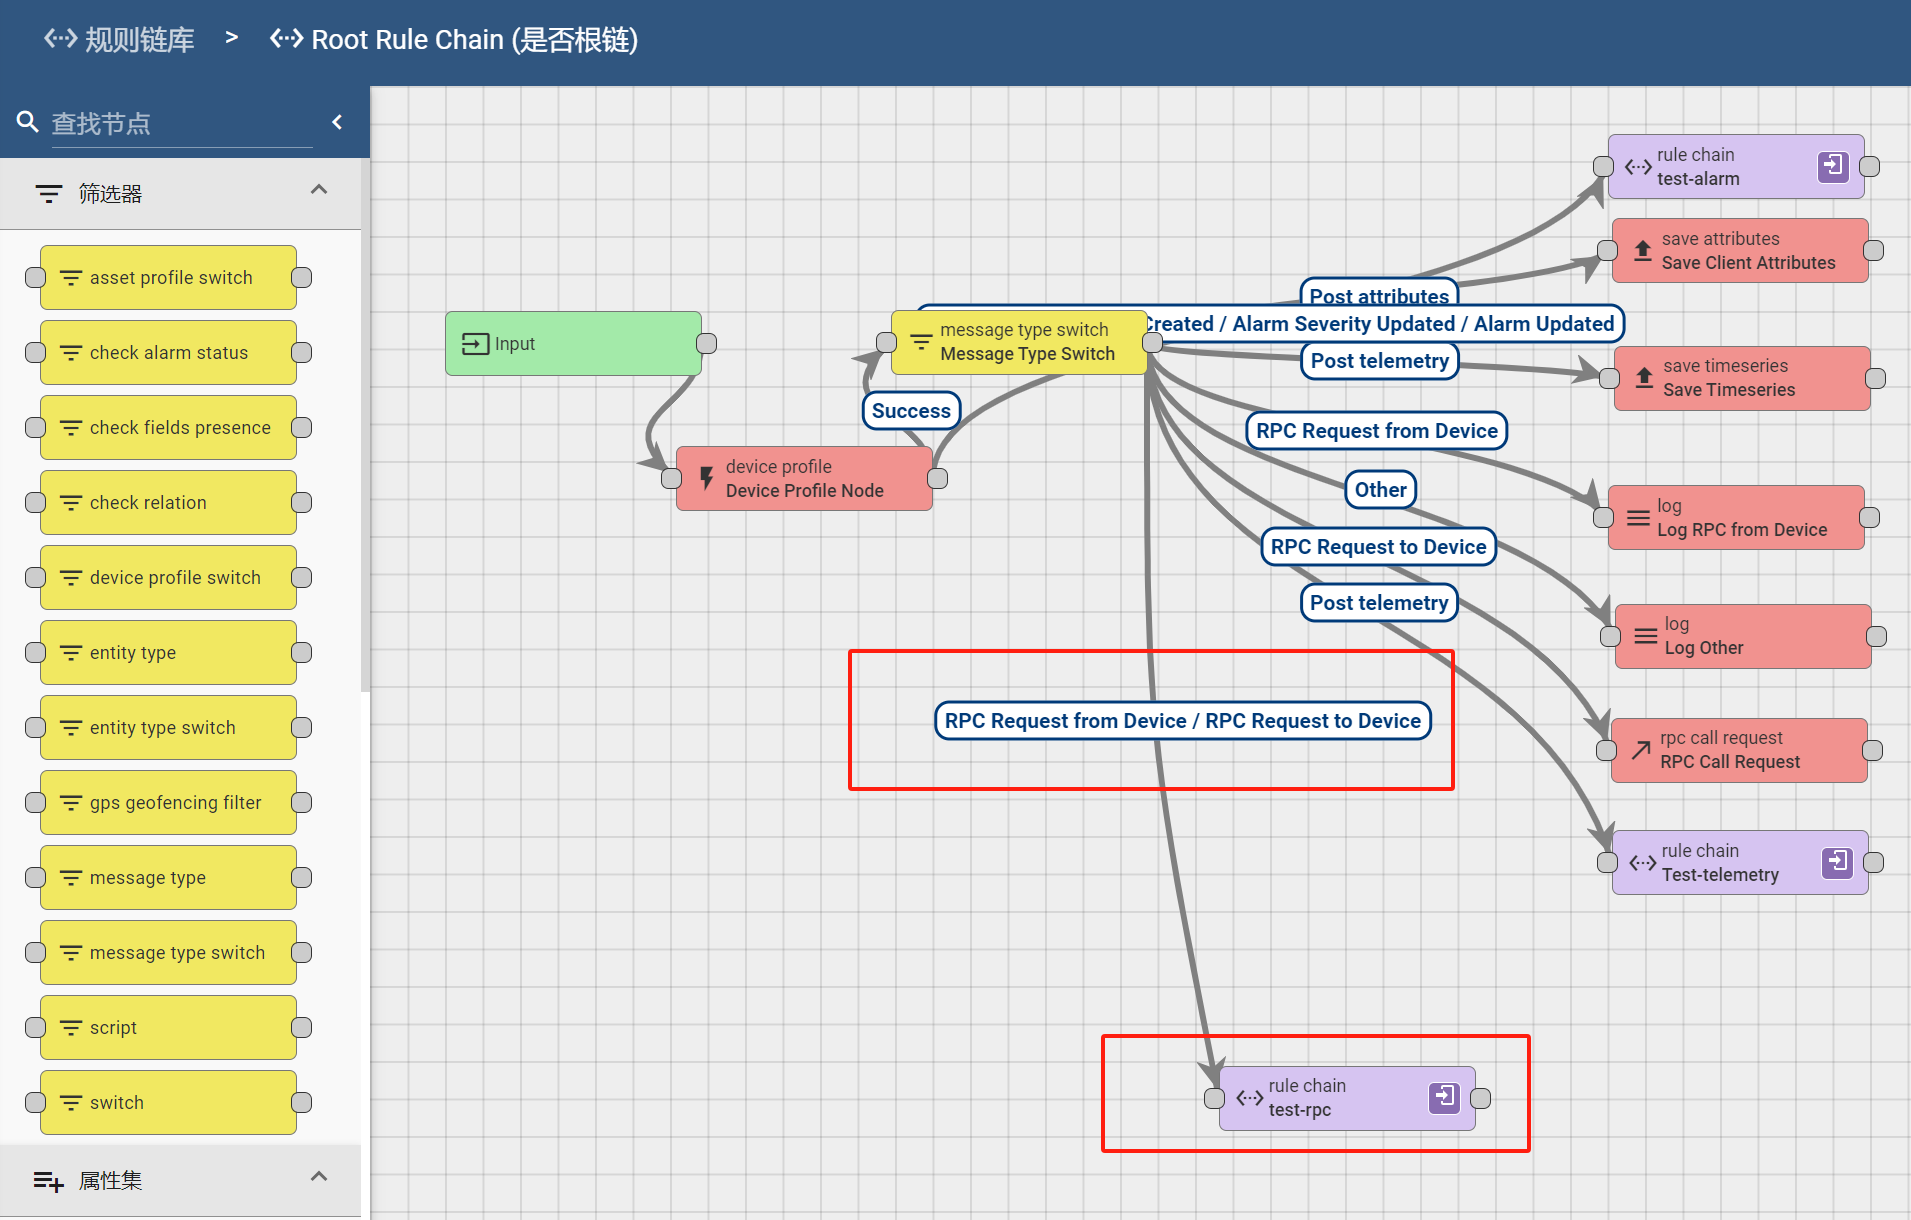 规则链库 > Root Rule Chain (是否根链)
查找节点
筛选器
asset profile switch
check alarm status
check fields presence
check relation
device profile switch
entity type
entity type switch
gps geofencing filter
message type
message type switch
script
switch
属性集
Input
device profile
Device Profile Node
Success
message type switch
Message Type Switch
Post attributes
Created / Alarm Severity Updated / Alarm Updated
Post telemetry
RPC Request from Device
Other
RPC Request to Device
Post telemetry
RPC Request from Device / RPC Request to Device
rule chain
test-alarm
save attributes
Save Client Attributes
save timeseries
Save Timeseries
log
Log RPC from Device
log
Log Other
rpc call request
RPC Call Request
rule chain
Test-telemetry
rule chain
test-rpc